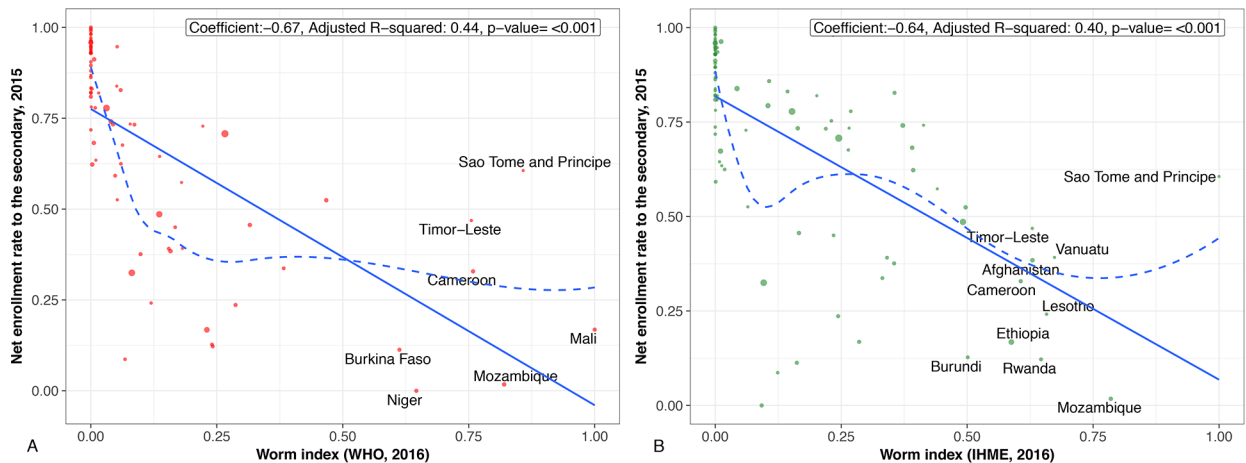 Coefficient:−0.67, Adjusted R−squared: 0.44, p−value= <0.001
Net enrollment rate to the secondary, 2015
1.00
0.75
0.50
0.25
0.00
Sao Tome and Principe
Timor−Leste
Cameroon
Mali
Burkina Faso
Mozambique
Niger
0.00 0.25 0.50 0.75 1.00
Worm index (WHO, 2016)
A
Coefficient:−0.64, Adjusted R−squared: 0.40, p−value= <0.001
Net enrollment rate to the secondary, 2015
1.00
0.75
0.50
0.25
0.00
Sao Tome and Principe
Timor−Leste
Vanuatu
Afghanistan
Cameroon
Lesotho
Ethiopia
Burundi
Rwanda
Mozambique
0.00 0.25 0.50 0.75 1.00
Worm index (IHME, 2016)
B